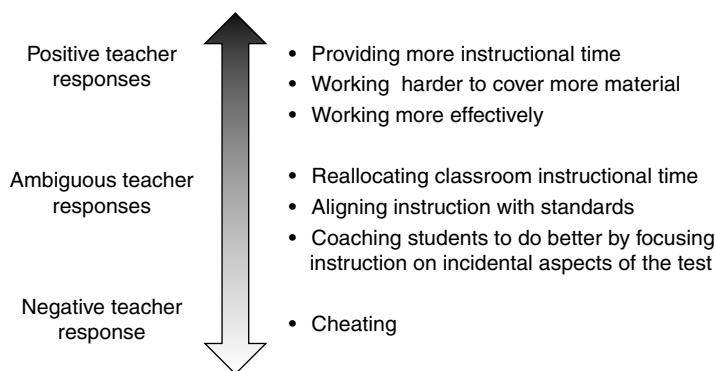 Positive teacher
responses
• Providing more instructional time
• Working harder to cover more material
• Working more effectively
Ambiguous teacher
responses
• Reallocating classroom instructional time
• Aligning instruction with standards
• Coaching students to do better by focusing
instruction on incidental aspects of the test
Negative teacher
response
• Cheating